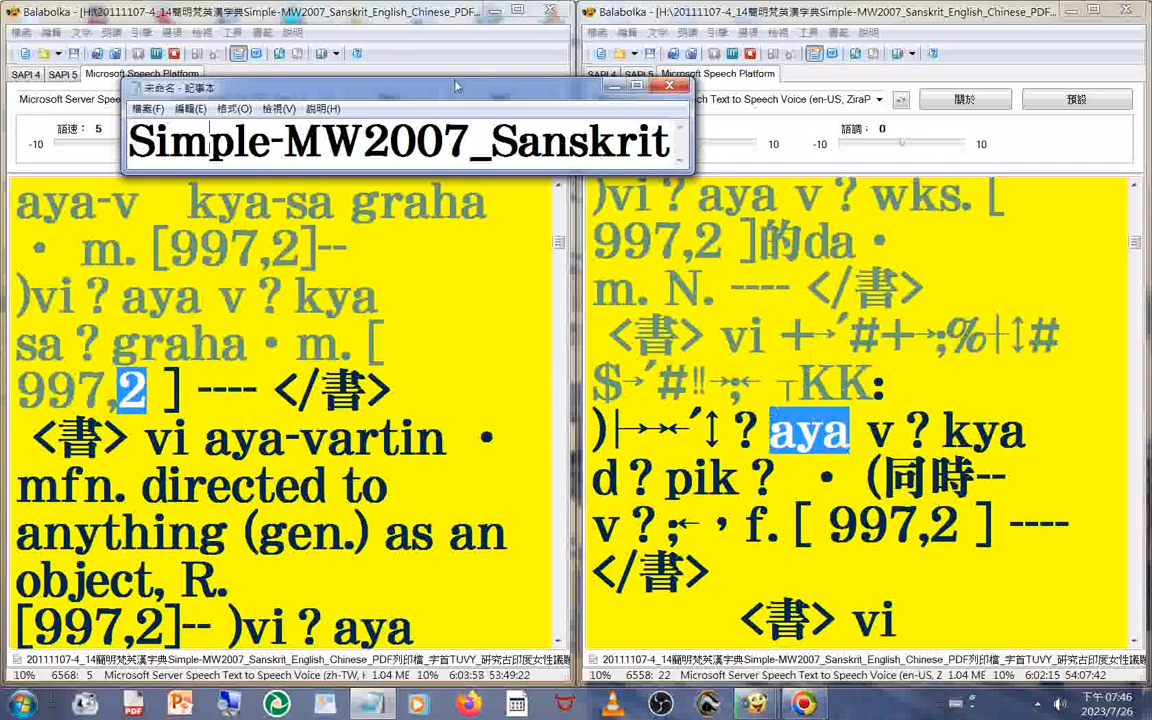 Balabolka - [H:\20111107-4_14簡明梵英漢字典Simple-MW2007_Sanskrit_English_Chinese_PDF...
Balabolka - [H:\20111107-4_14簡明梵英漢字典Simple-MW2007_Sanskrit_English_Chinese_PDF...
SAPI 4 SAPI 5 Microsoft Speech Platform
SAPI 5 Microsoft Speech Platform
未命名 - 記事本
檔案(F) 編輯(E) 格式(O) 檢視(V) 說明(H)
Simple-MW2007_Sanskrit
Microsoft Server Spee
ch Text to Speech Voice (en-US, ZiraP
關於
預設
語速: 5
-10
10
語調: 0
-10
10
aya-v kya-sa graha
• m. [997,2]--
)vi ? aya v ? kya
sa ? graha • m. [
997,2 ] ---- </書>
<書> vi aya-vartin •
mfn. directed to
anything (gen.) as an
object, R.
[997,2]-- )vi ? aya
)vi ? aya v ? wks. [
997,2 ]的da •
m. N. ---- </書>
<書> vi +→′#+→;%├↕#
$→′#‼→;← ┬KK:
)├→→←′↕ ? aya v ? kya
d ? pik ? • (同時--
v ? ;← , f. [ 997,2 ] ----
</書>
<書> vi
20111107-4_14簡明梵英漢字典Simple-MW2007_Sanskrit_English_Chinese_PDF列印檔_字首TUVY_研究古印度女性議題
20111107-4_14簡明梵英漢字典Simple-MW2007_Sanskrit_English_Chinese_PDF列印檔_字首TUVY_研究古印度女性議題
10% 6568: 5 Microsoft Server Speech Text to Speech Voice (zh-TW, 1.04 MB 10% 6:03:53 53:49:22
10% 6558: 22 Microsoft Server Speech Text to Speech Voice (en-US, 1.04 MB 10% 6:02:15 54:07:42
下午 07:46
2023/7/26